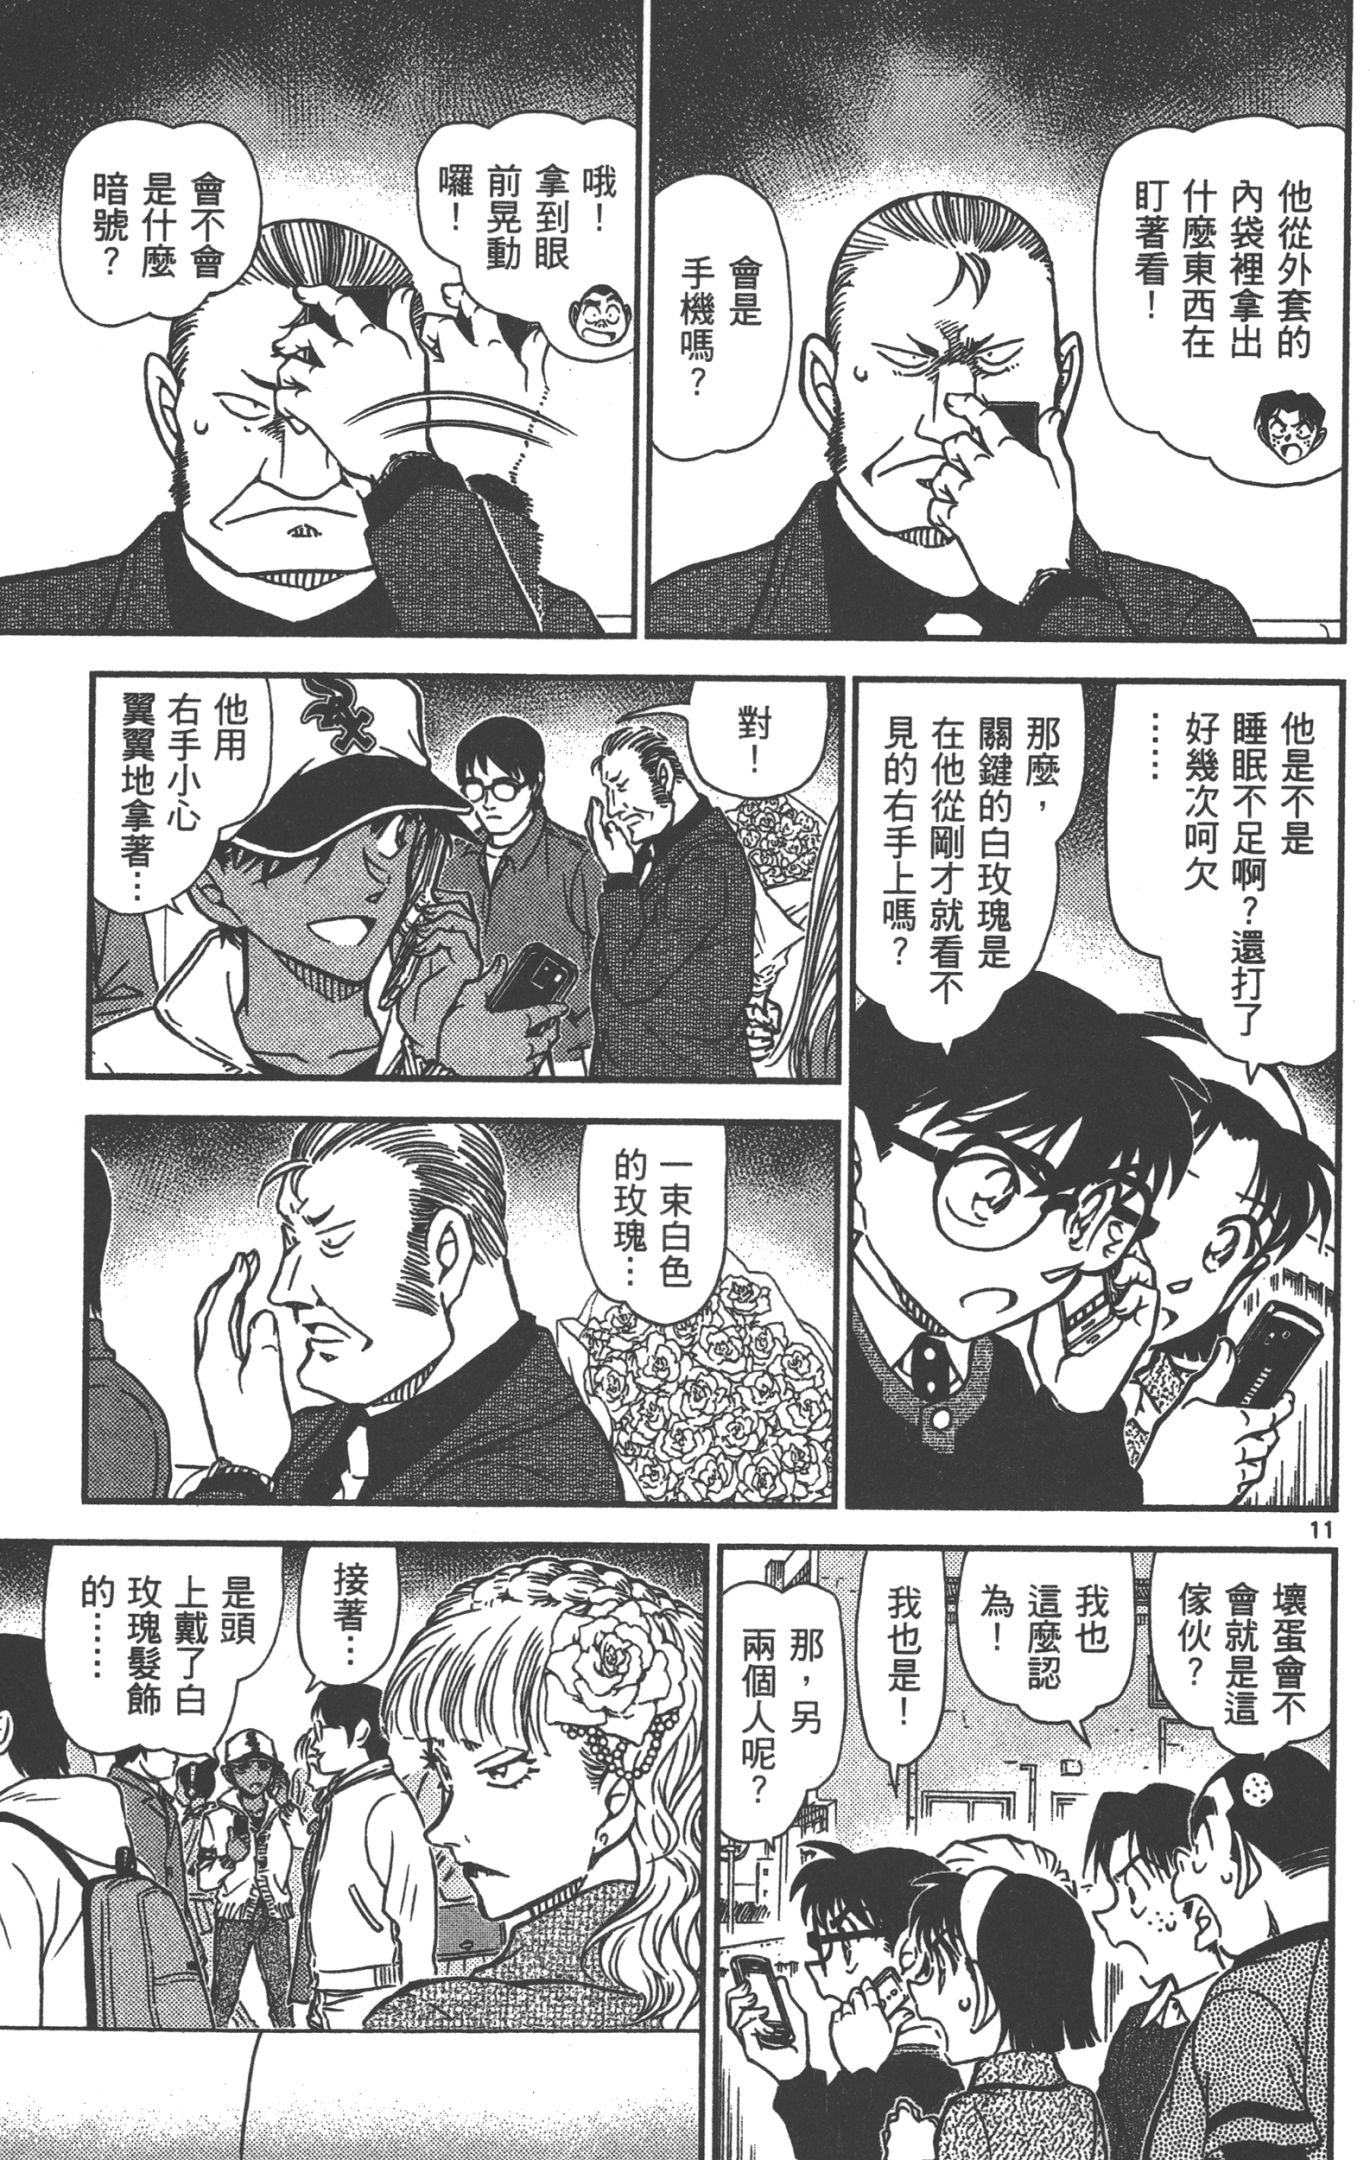 他從外套的
內袋裡拿出
什麼東西在
盯著看！
會是
手機嗎？
哦！
拿到眼
前晃動
囉！
會不會
是什麼
暗號？
他是不是
睡眠不足啊？還打了
好幾次呵欠
……
那麼，
關鍵的白玫瑰是
在他從剛才就看不
見的右手上嗎？
對！
他用
右手小心
翼翼地拿著…
一束白色
的玫瑰…
11
壞蛋會不
會就是這
傢伙？
我也
這麼認
為！
我也是！
那，另
兩個人呢？
接著…
是頭
上戴了白
玫瑰髮飾
的……